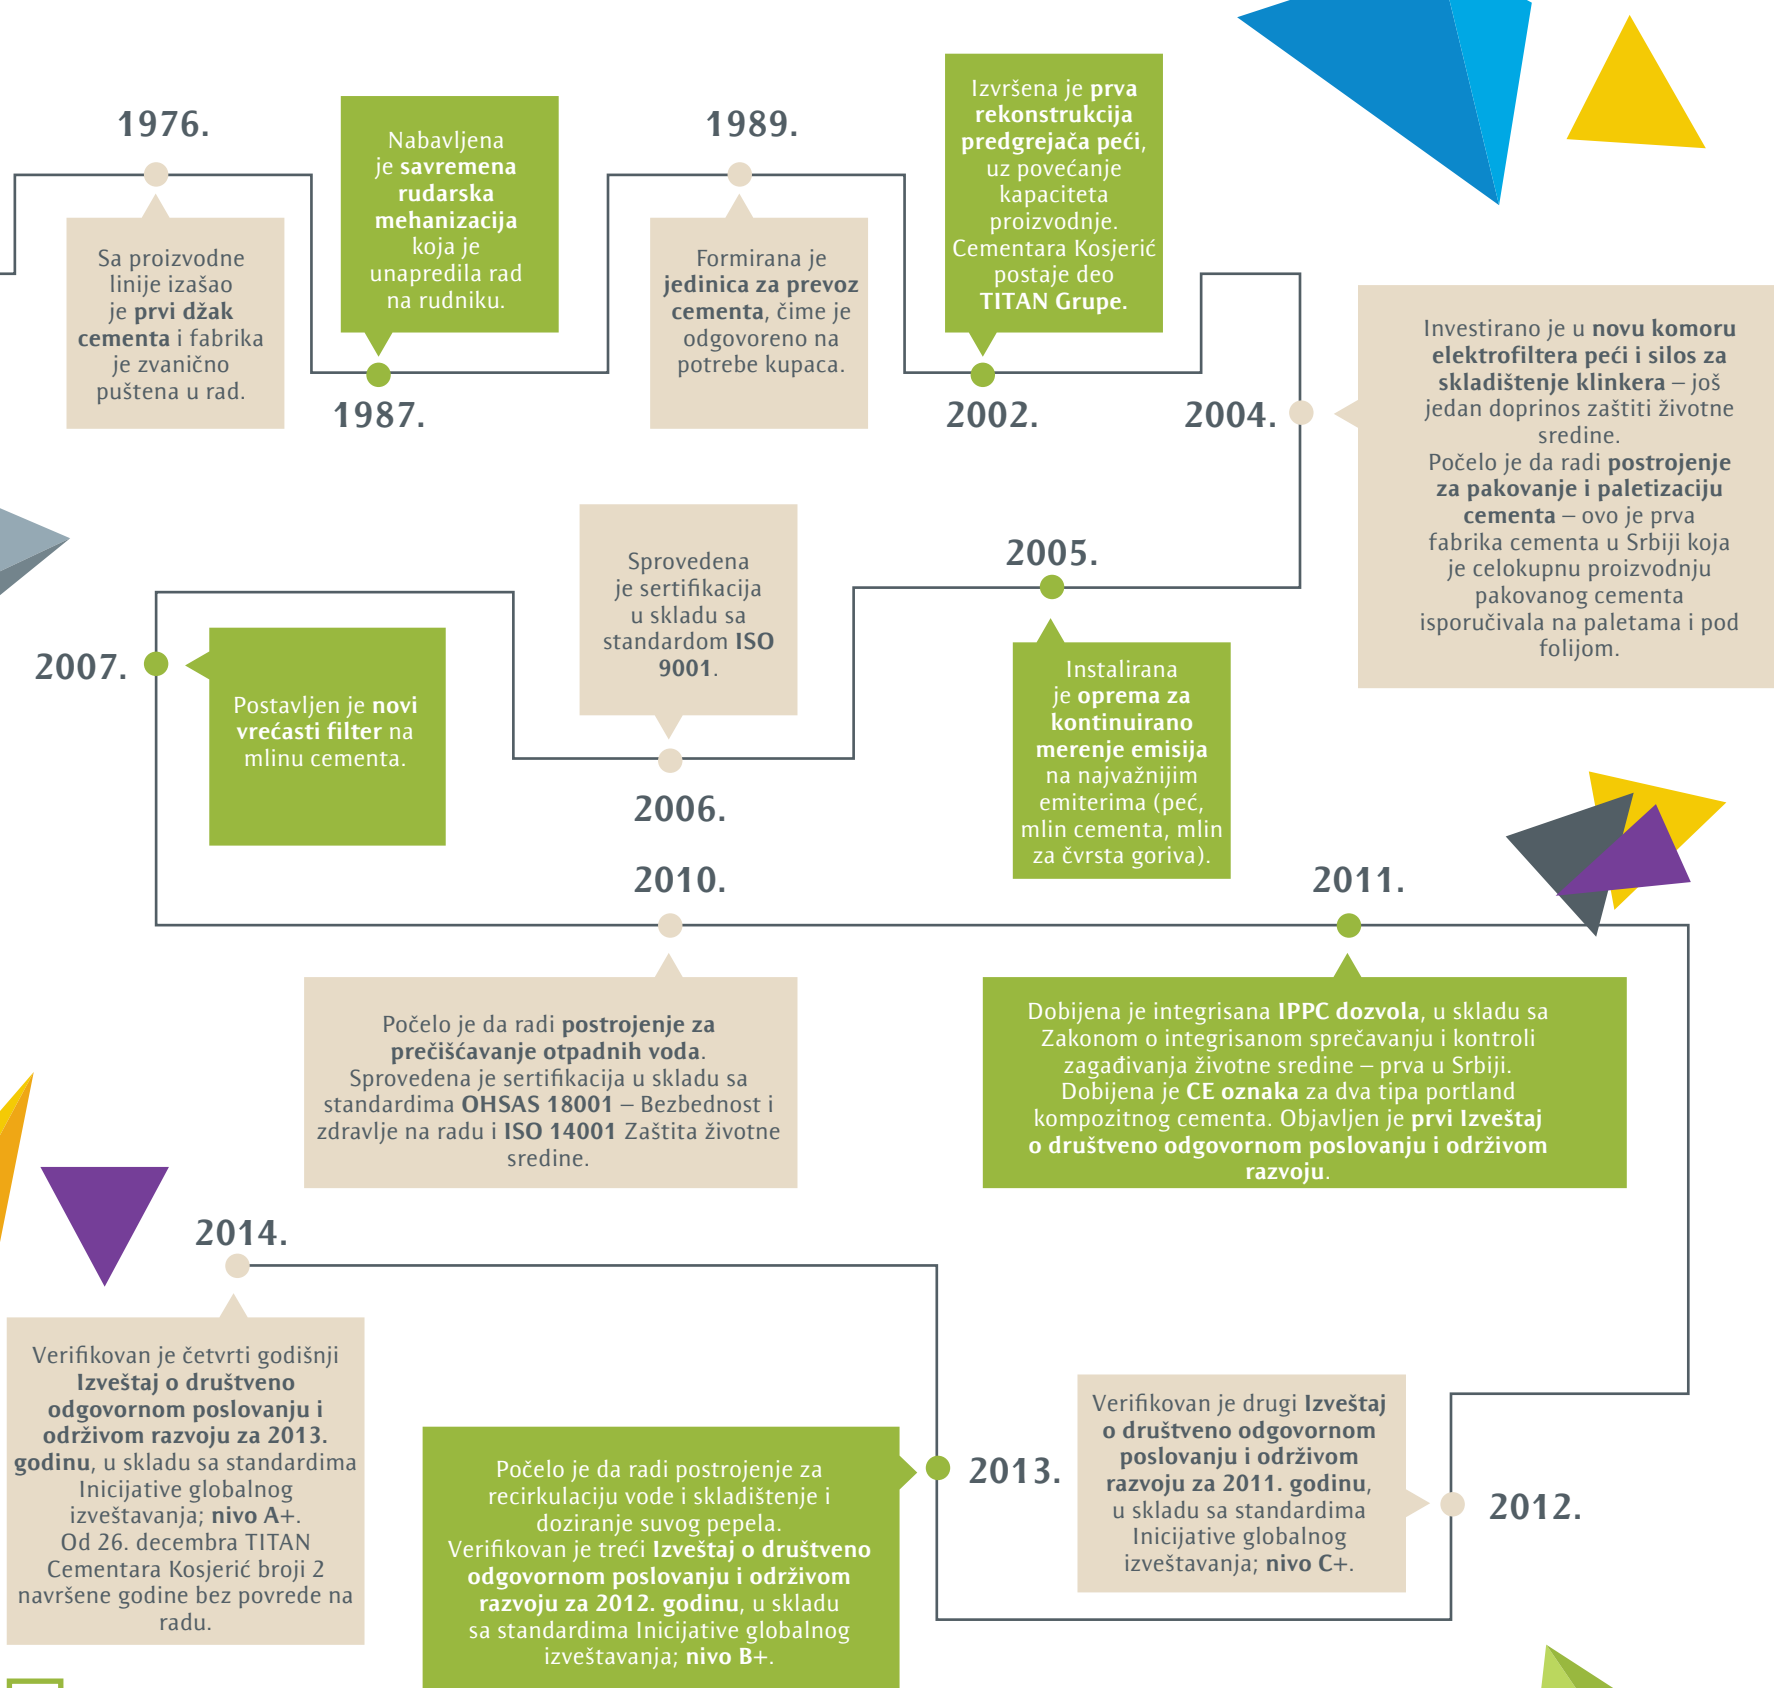 1976.
Sa proizvodne
linije izašao
je prvi džak
cementa i fabrika
je zvanično
puštena u rad.
Nabavljena
je savremena
rudarska
mehanizacija
koja je
unapredila rad
na rudniku.
1987.
1989.
Formirana je
jedinica za prevoz
cementa, čime je
odgovoreno na
potrebe kupaca.
Izvršena je prva
rekonstrukcija
predgrejača peći,
uz povećanje
kapaciteta
proizvodnje.
Cementara Kosjerić
postaje deo
TITAN Grupe.
2002.
2004.
Investirano je u novu komoru
elektrofiltera peći i silos za
skladištenje klinkera – još
jedan doprinos zaštiti životne
sredine.
Počelo je da radi postrojenje
za pakovanje i paletizaciju
cementa – ovo je prva
fabrika cementa u Srbiji koja
je celokupnu proizvodnju
pakovanog cementa
isporučivala na paletama i pod
folijom.
2005.
Instalirana
je oprema za
kontinuirano
merenje emisija
na najvažnijim
emiterima (peć,
mlin cementa, mlin
za čvrsta goriva).
Sprovedena
je sertifikacija
u skladu sa
standardom ISO
9001.
2006.
2007.
Postavljen je novi
vrećasti filter na
mlinu cementa.
2010.
Počelo je da radi postrojenje za
prečišćavanje otpadnih voda.
Sprovedena je sertifikacija u skladu sa
standardima OHSAS 18001 – Bezbednost i
zdravlje na radu i ISO 14001 Zaštita životne
sredine.
2011.
Dobijena je integrisana IPPC dozvola, u skladu sa
Zakonom o integrisanom sprečavanju i kontroli
zagađivanja životne sredine – prva u Srbiji.
Dobijena je CE oznaka za dva tipa portland
kompozitnog cementa. Objavljen je prvi Izveštaj
o društveno odgovornom poslovanju i održivom
razvoju.
Verifikovan je drugi Izveštaj
o društveno odgovornom
poslovanju i održivom
razvoju za 2011. godinu,
u skladu sa standardima
Inicijative globalnog
izveštavanja; nivo C+.
2012.
2013.
Počelo je da radi postrojenje za
recirkulaciju vode i skladištenje i
doziranje suvog pepela.
Verifikovan je treći Izveštaj o društveno
odgovornom poslovanju i održivom
razvoju za 2012. godinu, u skladu
sa standardima Inicijative globalnog
izveštavanja; nivo B+.
2014.
Verifikovan je četvrti godišnji
Izveštaj o društveno
odgovornom poslovanju i
održivom razvoju za 2013.
godinu, u skladu sa standardima
Inicijative globalnog
izveštavanja; nivo A+.
Od 26. decembra TITAN
Cementara Kosjerić broji 2
navršene godine bez povrede na
radu.